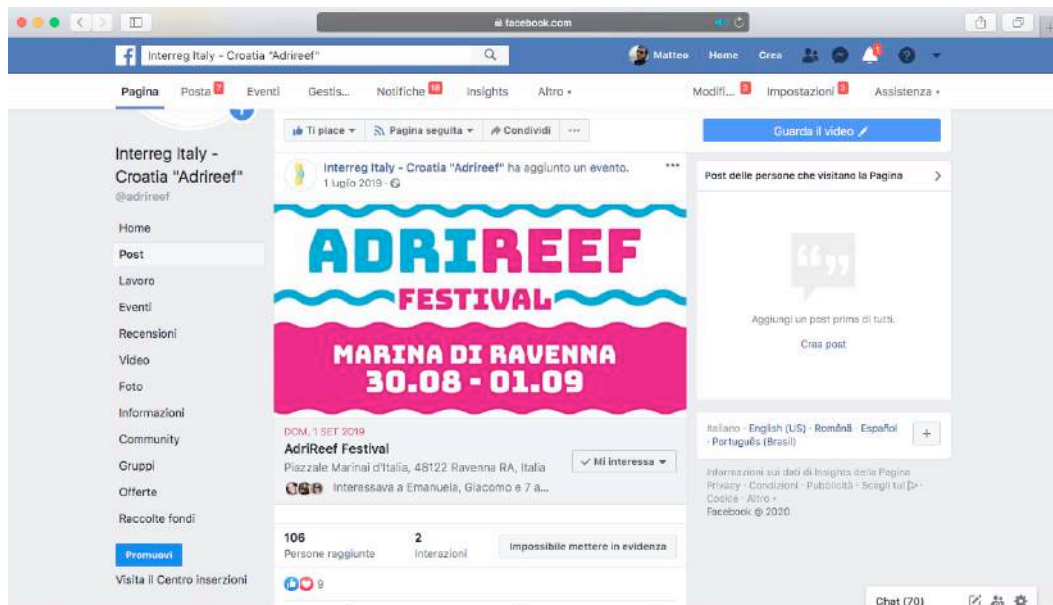 facebook.com
Interreg Italy - Croatia "Adrireef"
Matteo Home Crea
Pagina Posta 7 Eventi Gestis... Notifiche 18 Insights Altro
Modifi... 3 Impostazioni 3 Assistenza
Interreg Italy -
Croatia "Adrireef"
@adrireef
Home
Post
Lavoro
Eventi
Recensioni
Video
Foto
Informazioni
Community
Gruppi
Offerte
Raccolte fondi
Promuovi
Visita il Centro inserzioni
Ti piace Pagina seguita Condividi ...
Interreg Italy - Croatia "Adrireef" ha aggiunto un evento. ...
1 luglio 2019 ·
ADRIREEF
FESTIVAL
MARINA DI RAVENNA
30.08 - 01.09
DOM, 1 SET 2019
AdriReef Festival
Piazzale Marinai d'Italia, 48122 Ravenna RA, Italia
Interessava a Emanuela, Giacomo e 7 a...
Mi interessa
106 2
Persone raggiunte Interazioni
Impossibile mettere in evidenza
9
Guarda il video
Post delle persone che visitano la Pagina
Aggiungi un post prima di tutti.
Crea post
Italiano · English (US) · Română · Español
· Português (Brasil)
Informazioni sui dati di Insights della Pagina
Privacy · Condizioni · Pubblicità · Scegli tu! ·
Cookie · Altro
Facebook © 2020
Chat (70)